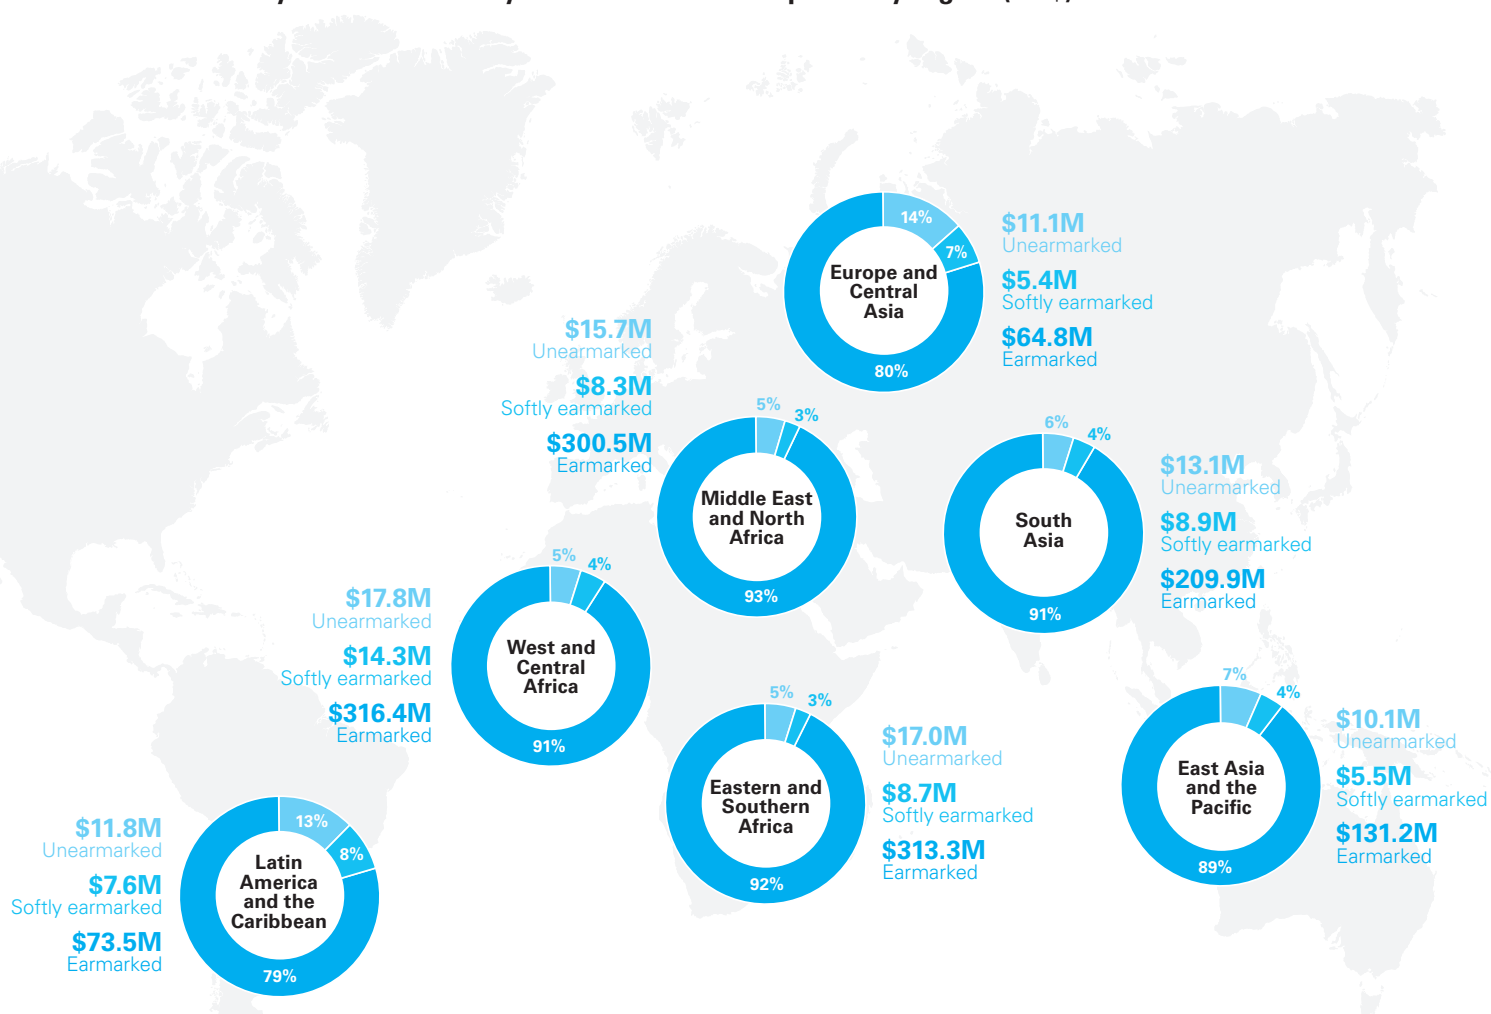 14%
7%
80%
Europe and
Central
Asia
$11.1M
Unearmarked
$5.4M
Softly earmarked
$64.8M
Earmarked
$15.7M
Unearmarked
$8.3M
Softly earmarked
$300.5M
Earmarked
5%
3%
Middle East
and North
Africa
93%
6%
4%
South
Asia
91%
$13.1M
Unearmarked
$8.9M
Softly earmarked
$209.9M
Earmarked
$17.8M
Unearmarked
$14.3M
Softly earmarked
$316.4M
Earmarked
5%
4%
West and
Central
Africa
91%
5%
3%
Eastern and
Southern
Africa
92%
$17.0M
Unearmarked
$8.7M
Softly earmarked
$313.3M
Earmarked
7%
4%
East Asia
and the
Pacific
89%
$10.1M
Unearmarked
$5.5M
Softly earmarked
$131.2M
Earmarked
$11.8M
Unearmarked
$7.6M
Softly earmarked
$73.5M
Earmarked
13%
8%
Latin
America
and the
Caribbean
79%